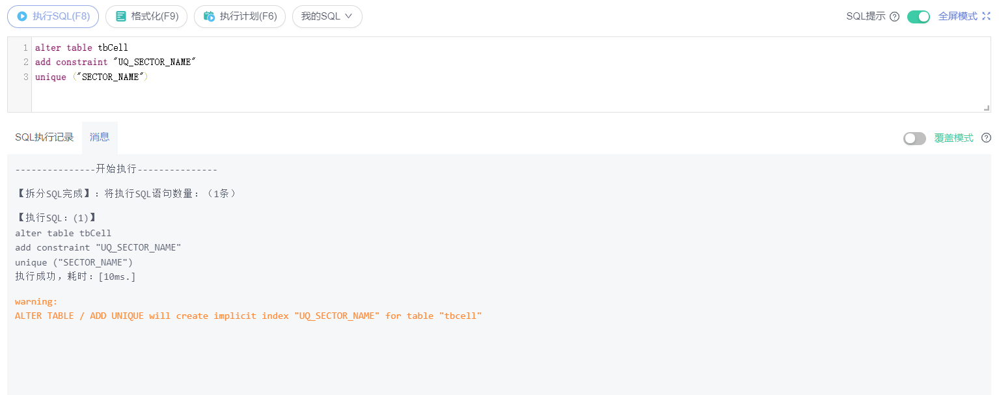 执行SQL(F8) 格式化(F9) 执行计划(F6) 我的SQL SQL提示 全屏模式
1 alter table tbCell
2 add constraint "UQ_SECTOR_NAME"
3 unique ("SECTOR_NAME")
SQL执行记录 消息 覆盖模式
---------------开始执行---------------
【拆分SQL完成】：将执行SQL语句数量：（1条）
【执行SQL：(1)】
alter table tbCell
add constraint "UQ_SECTOR_NAME"
unique ("SECTOR_NAME")
执行成功，耗时：[10ms.]
warning:
ALTER TABLE / ADD UNIQUE will create implicit index "UQ_SECTOR_NAME" for table "tbcell"